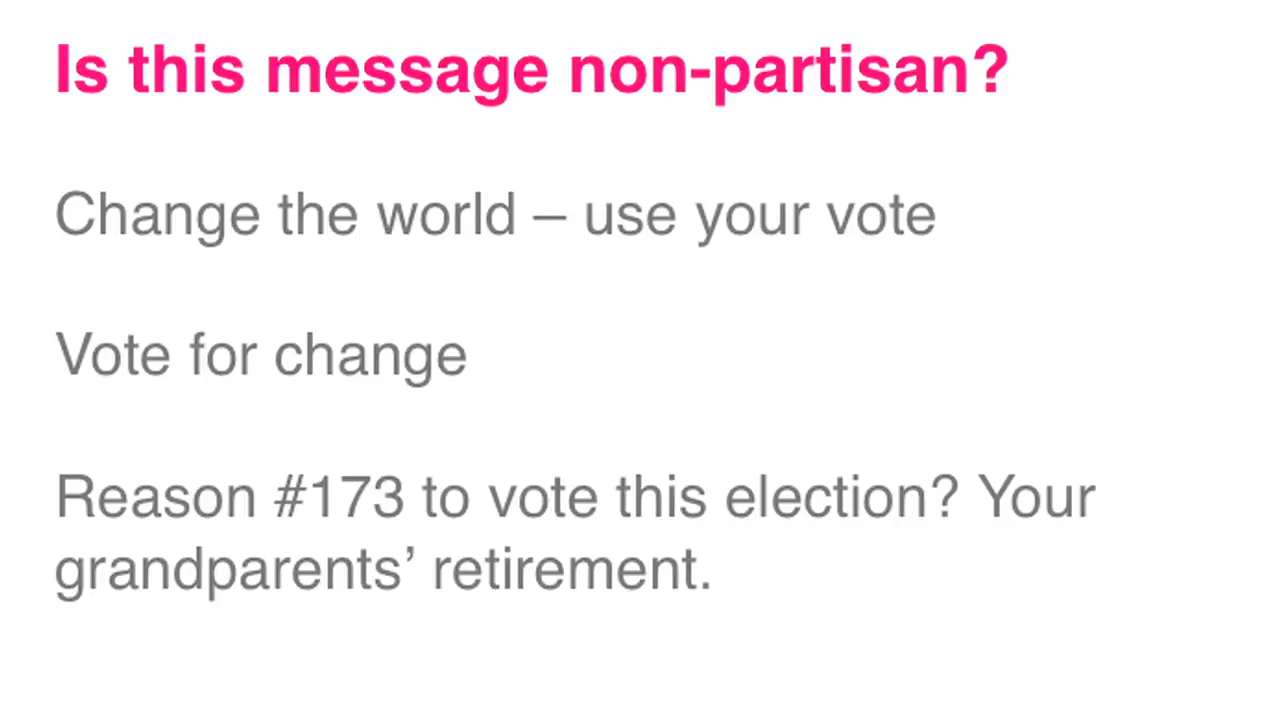 Is this message non-partisan?
Change the world – use your vote
Vote for change
Reason #173 to vote this election? Your
grandparents’ retirement.